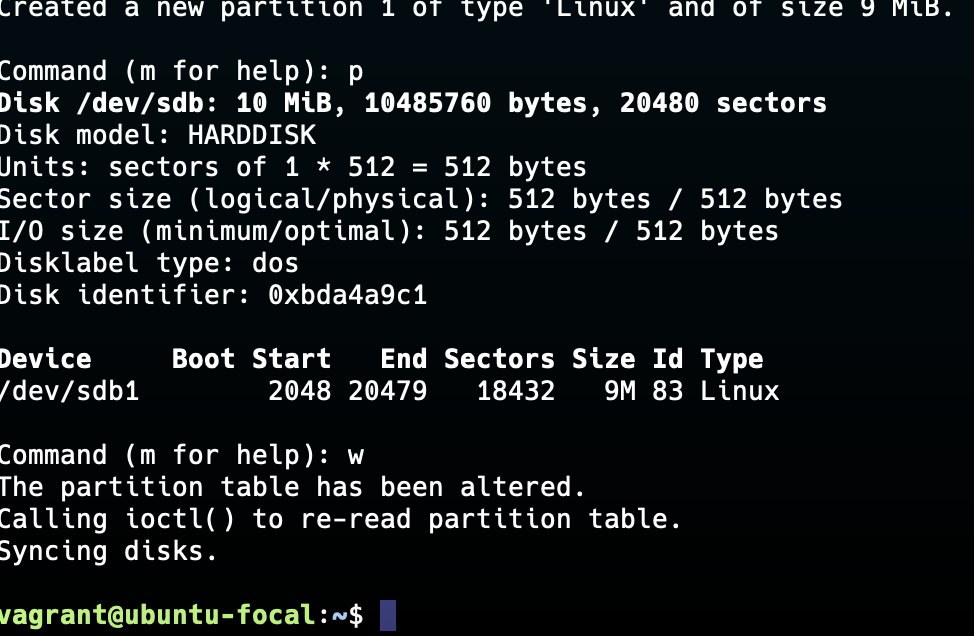 Created a new partition 1 of type 'Linux' and of size 9 MiB.
Command (m for help): p
Disk /dev/sdb: 10 MiB, 10485760 bytes, 20480 sectors
Disk model: HARDDISK
Units: sectors of 1 * 512 = 512 bytes
Sector size (logical/physical): 512 bytes / 512 bytes
I/O size (minimum/optimal): 512 bytes / 512 bytes
Disklabel type: dos
Disk identifier: 0xbda4a9c1
Device     Boot Start   End Sectors Size Id Type
/dev/sdb1        2048 20479   18432   9M 83 Linux
Command (m for help): w
The partition table has been altered.
Calling ioctl() to re-read partition table.
Syncing disks.
vagrant@ubuntu-focal:~$